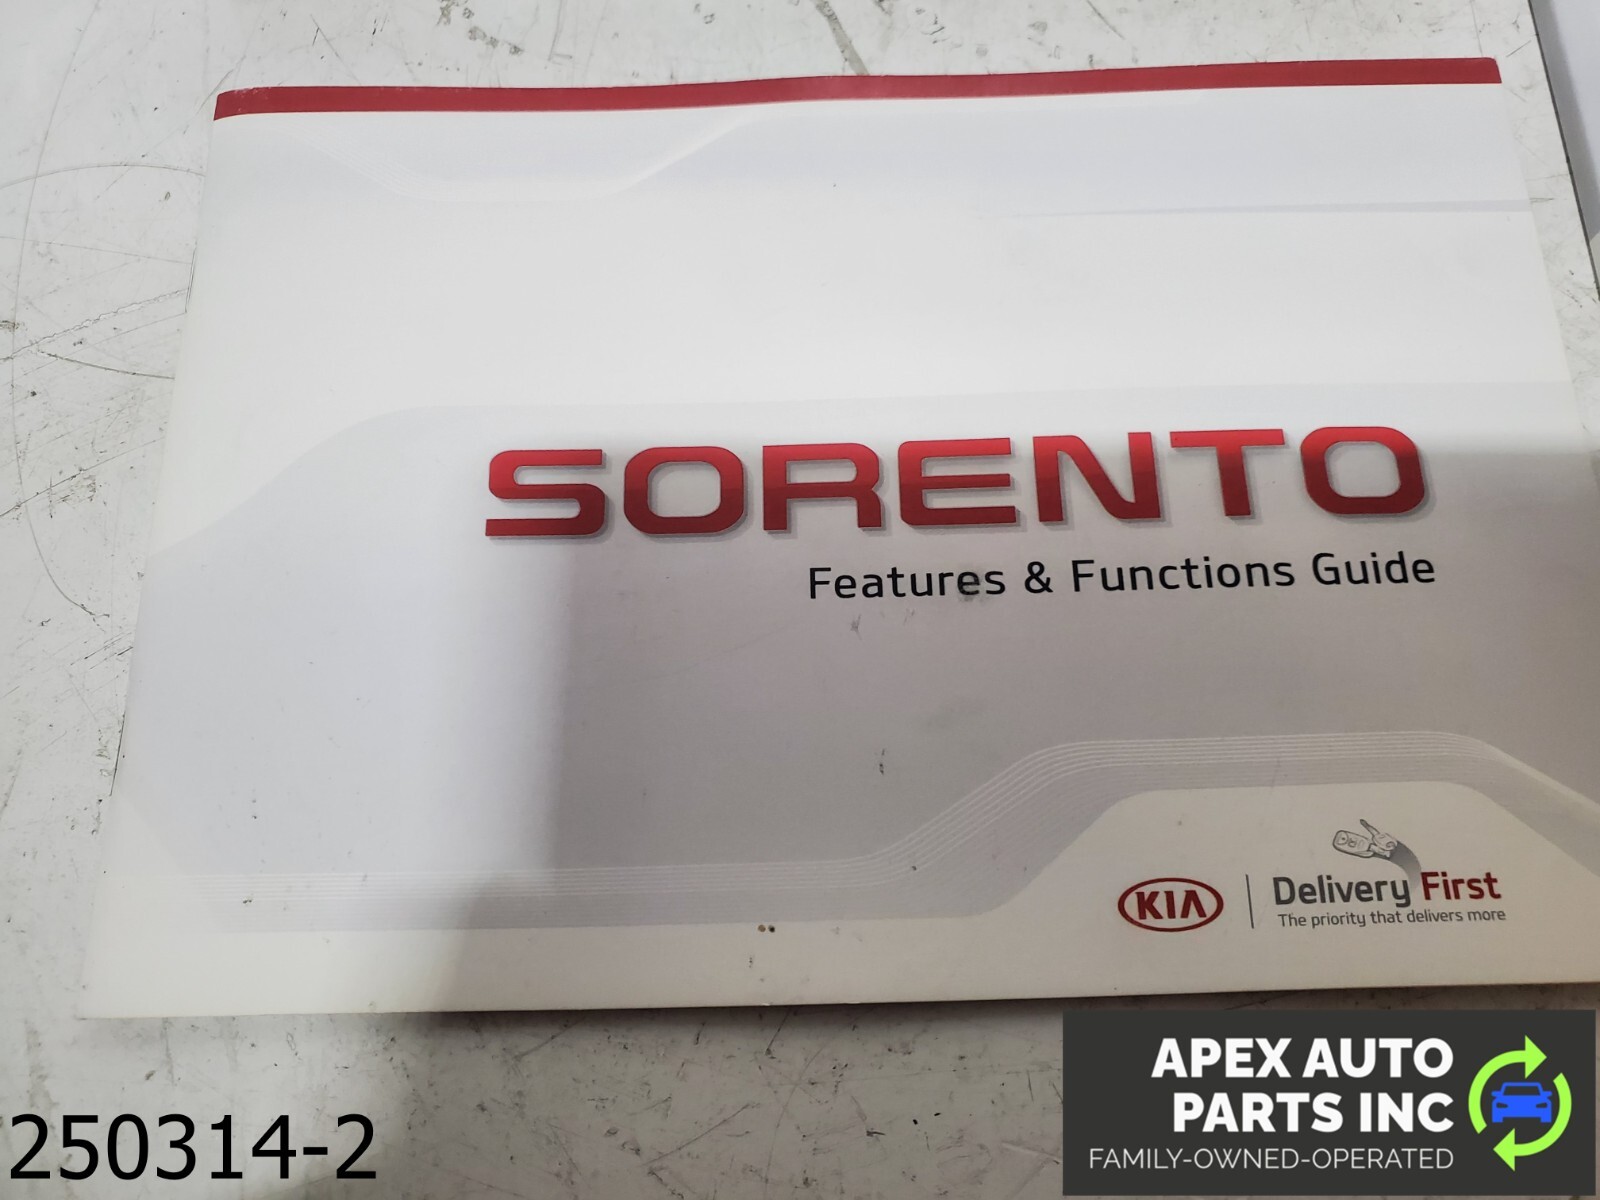 SORENTO
Features & Functions Guide
KIA
Delivery First
The priority that delivers more
APEX AUTO
PARTS INC
FAMILY-OWNED-OPERATED
250314-2